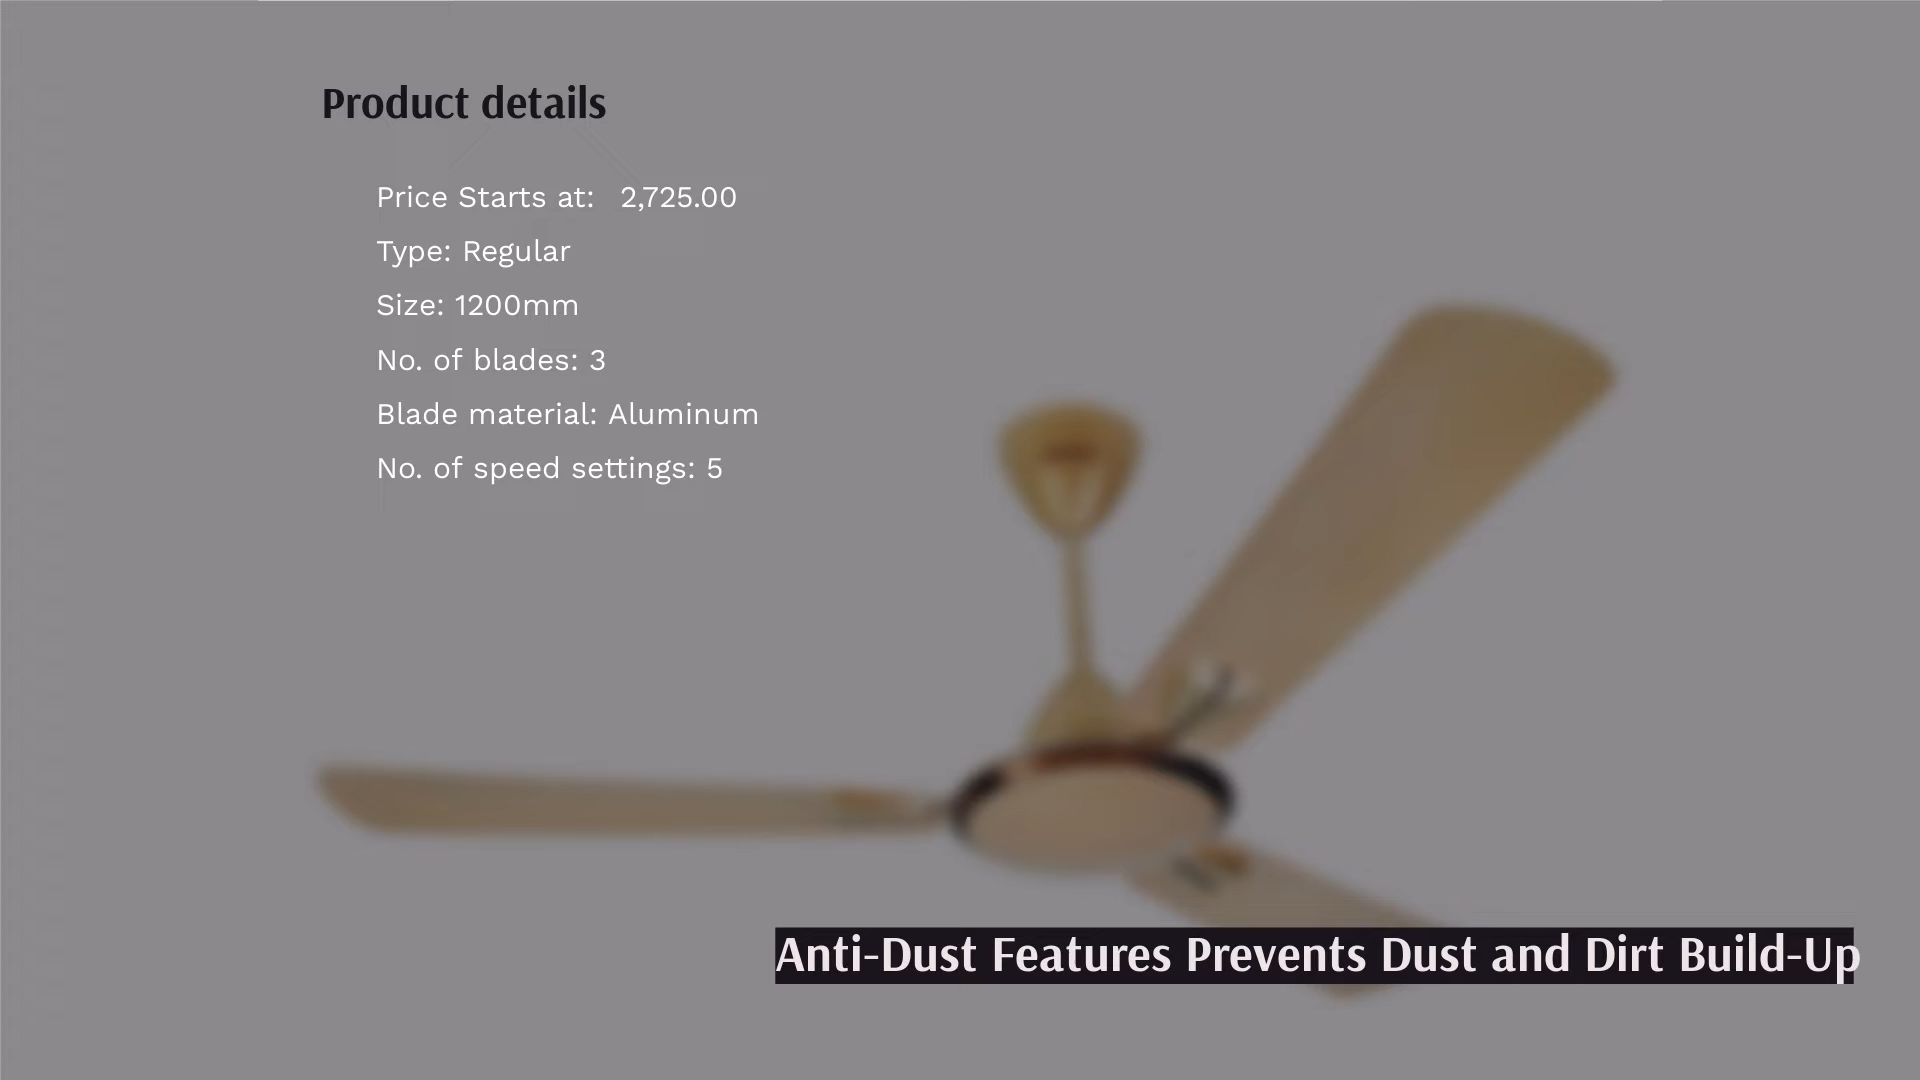 Product details
Price Starts at: 2,725.00
Type: Regular
Size: 1200mm
No. of blades: 3
Blade material: Aluminum
No. of speed settings: 5
Anti-Dust Features Prevents Dust and Dirt Build-Up